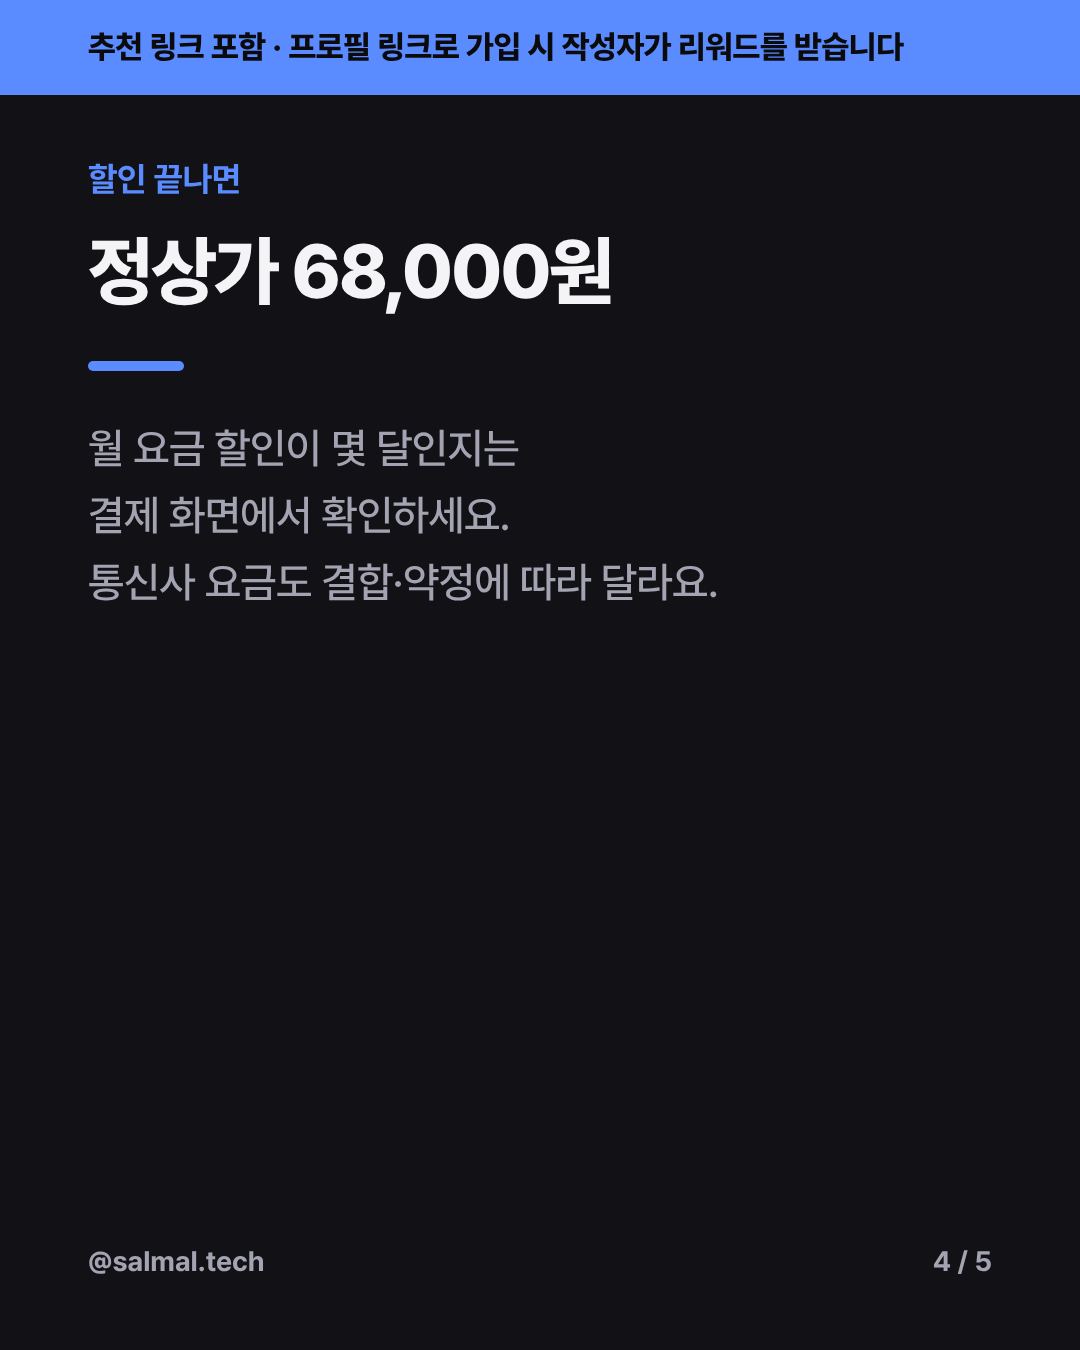 추천 링크 포함 · 프로필 링크로 가입 시 작성자가 리워드를 받습니다
할인 끝나면
정상가 68,000원
월 요금 할인이 몇 달인지는
결제 화면에서 확인하세요.
통신사 요금도 결합·약정에 따라 달라요.
@salmal.tech
4 / 5